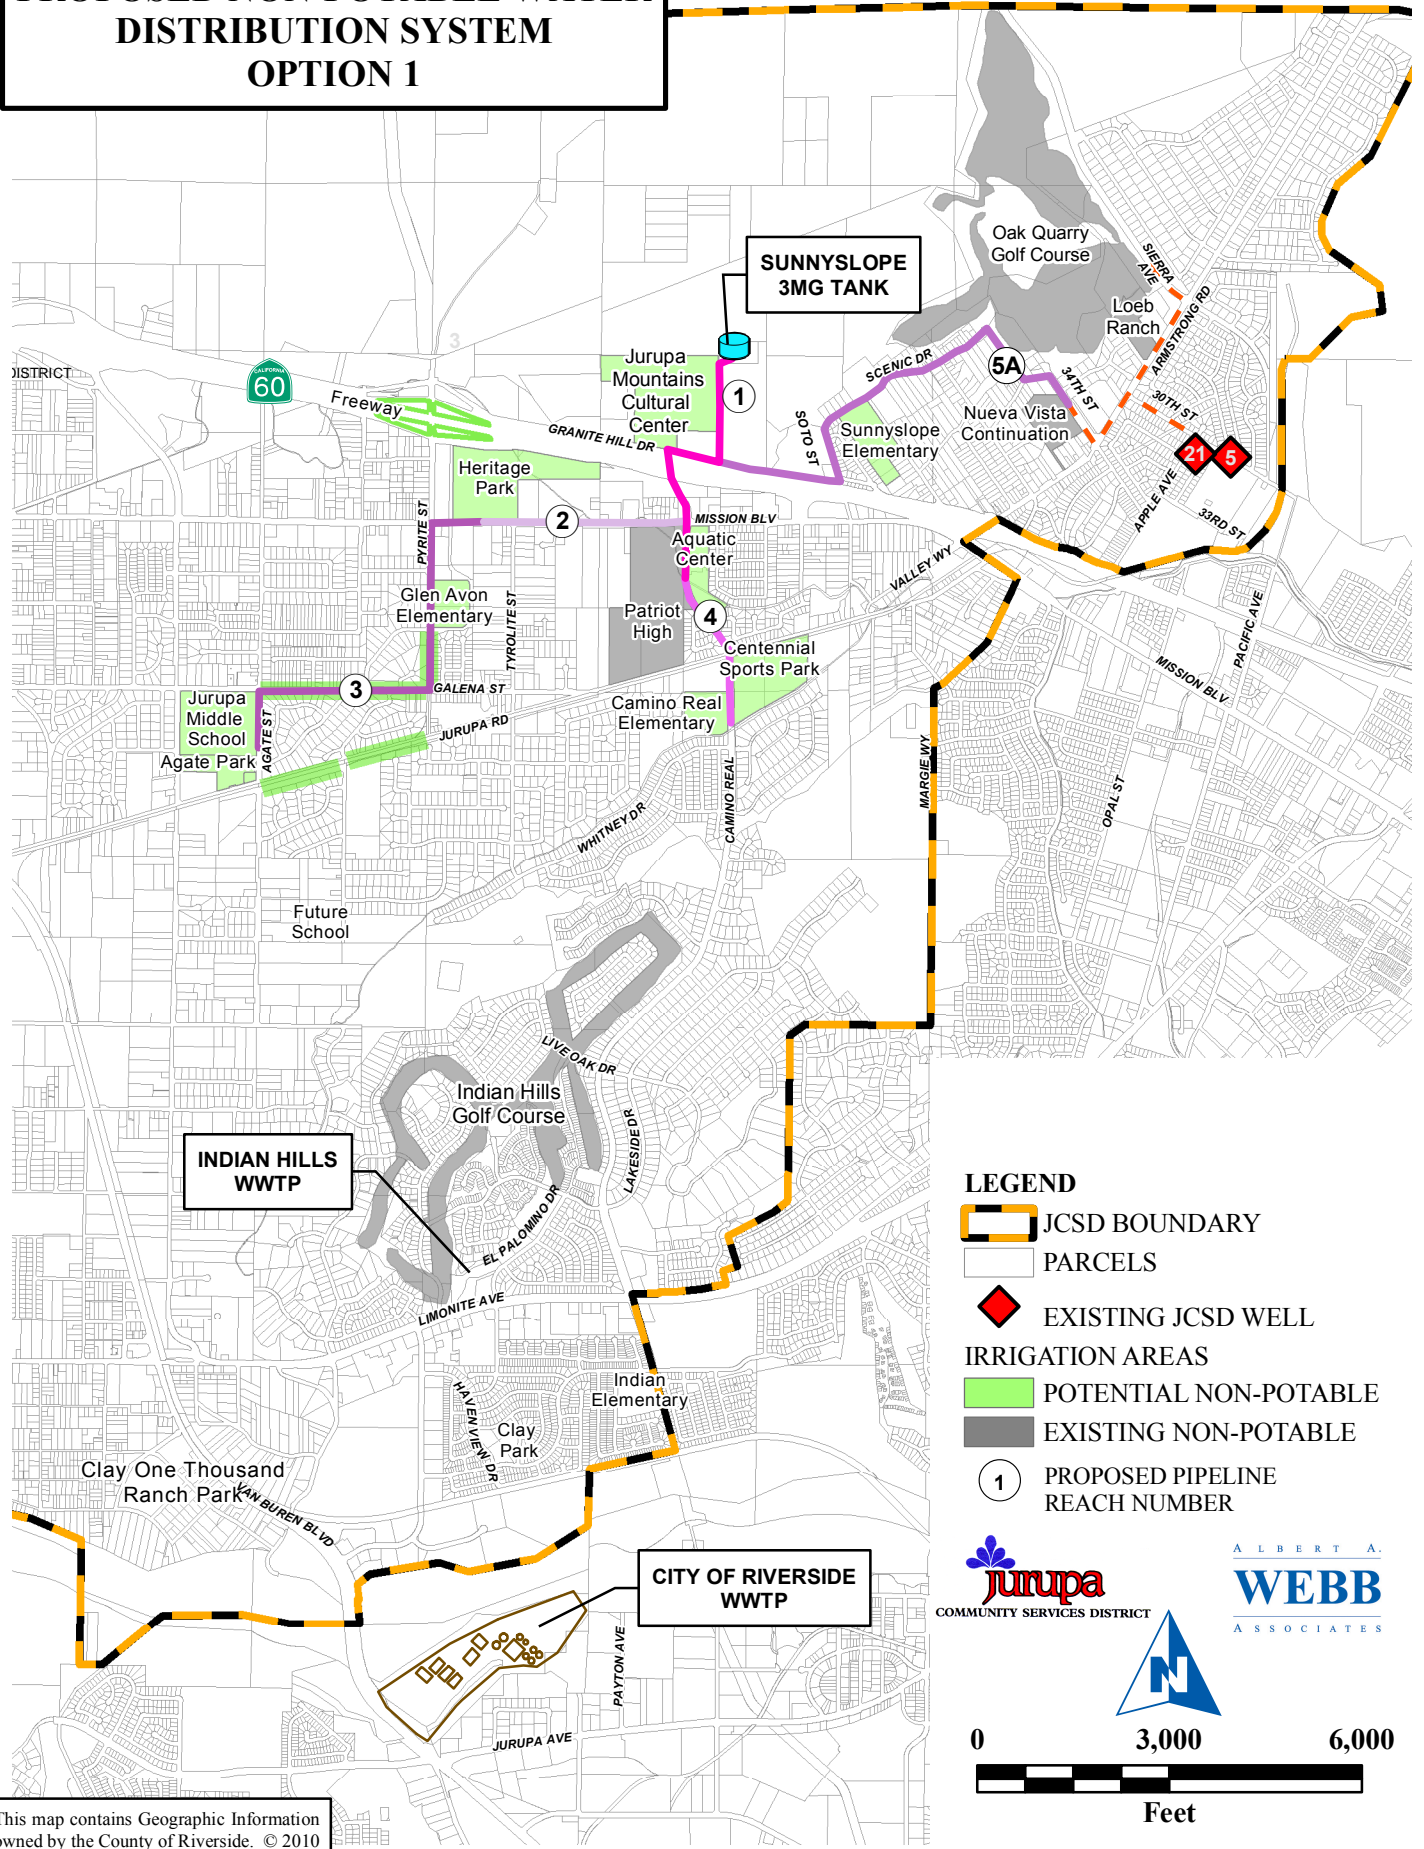 PROPOSED NON-POTABLE WATER
DISTRIBUTION SYSTEM
OPTION 1
SUNNYSLOPE
3MG TANK
Oak Quarry
Golf Course
SIERRA
AVE
Loeb
Ranch
ARMSTRONG RD
3
DISTRICT
CALIFORNIA
60
Freeway
Jurupa
Mountains
Cultural
Center
1
SCENIC DR
5A
34TH ST
30TH ST
GRANITE HILL DR
SOTO ST
Sunnyslope
Elementary
Nueva Vista
Continuation
21
5
APPLE AVE
33RD ST
Heritage
Park
PYRITE ST
2
MISSION BLV
Aquatic
Center
VALLEY WY
Glen Avon
Elementary
TYROLITE ST
Patriot
High
4
Centennial
Sports Park
PACIFIC AVE
MISSION BLV
Jurupa
Middle
School
Agate Park
AGATE ST
3
GALENA ST
JURUPA RD
Camino Real
Elementary
CAMINO REAL
MARGIE WY
OPAL ST
WHITNEY DR
Future
School
LIVE OAK DR
Indian Hills
Golf Course
LAKESIDE DR
INDIAN HILLS
WWTP
EL PALOMINO DR
LIMONITE AVE
HAVENVIEW DR
Indian
Elementary
Clay
Park
Clay One Thousand
Ranch Park
VAN BUREN BLVD
CITY OF RIVERSIDE
WWTP
PAYTON AVE
JURUPA AVE
LEGEND
JCSD BOUNDARY
PARCELS
EXISTING JCSD WELL
IRRIGATION AREAS
POTENTIAL NON-POTABLE
EXISTING NON-POTABLE
1
PROPOSED PIPELINE
REACH NUMBER
jurupa
COMMUNITY SERVICES DISTRICT
ALBERT A.
WEBB
ASSOCIATES
N
0 3,000 6,000
Feet
This map contains Geographic Information
owned by the County of Riverside. © 2010